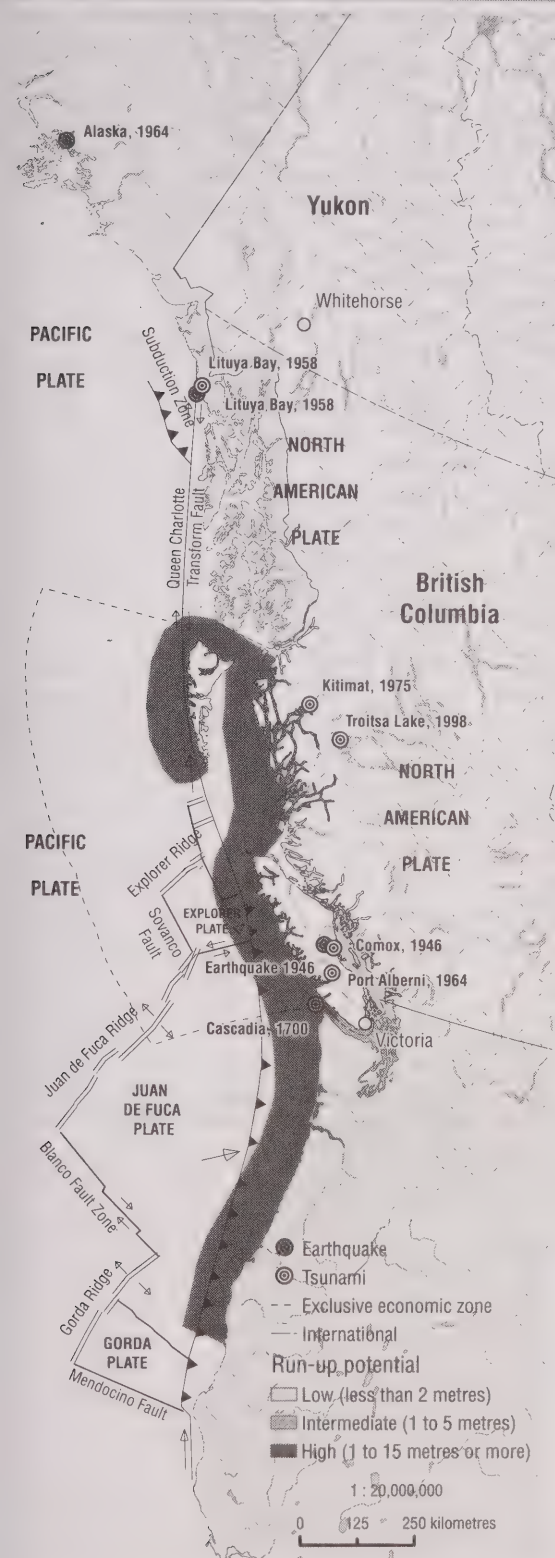 Alaska, 1964
Yukon
Whitehorse
PACIFIC
PLATE
Subduction Zone
Lituya Bay, 1958
Lituya Bay, 1958
NORTH
AMERICAN
PLATE
Queen Charlotte
Transform Fault
British
Columbia
Kitimat, 1975
Troitsa Lake, 1998
NORTH
AMERICAN
PLATE
PACIFIC
PLATE
Explorer Ridge
Sovanco
Fault
EXPLORER
PLATE
Comox, 1946
Earthquake 1946
Port Alberni, 1964
Cascadia, 1700
Victoria
Juan de Fuca Ridge
JUAN
DE FUCA
PLATE
Blanco Fault Zone
Gorda Ridge
GORDA
PLATE
Mendocino Fault
Earthquake
Tsunami
Exclusive economic zone
International
Run-up potential
Low (less than 2 metres)
Intermediate (1 to 5 metres)
High (1 to 15 metres or more)
1 : 20,000,000
0 125 250 kilometres